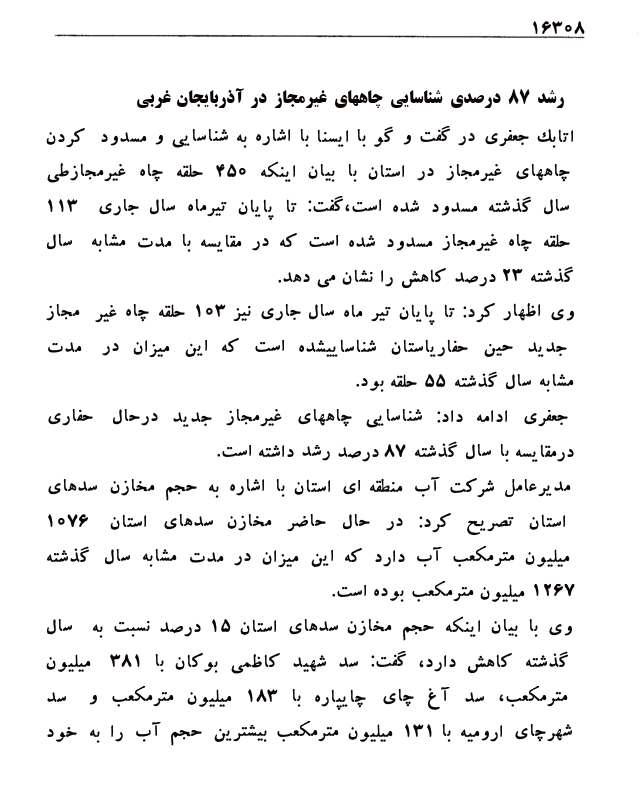 ۱۶۳۰۸
رشد ۸۷ درصدی شناسایی چاههای غیرمجاز در آذربایجان غربی
اتابك جعفری در گفت و گو با ایسنا با اشاره به شناسایی و مسدود کردن
چاههای غیرمجاز در استان با بیان اینکه ۴۵۰ حلقه چاه غیرمجازطی
سال گذشته مسدود شده است،گفت: تا پایان تیرماه سال جاری ۱۱۳
حلقه چاه غیرمجاز مسدود شده است که در مقایسه با مدت مشابه سال
گذشته ۲۳ درصد کاهش را نشان می دهد.
وی اظهار کرد: تا پایان تیر ماه سال جاری نیز ۱۰۳ حلقه چاه غیر مجاز
جدید حین حفاریاستان شناساییشده است که این میزان در مدت
مشابه سال گذشته ۵۵ حلقه بود.
جعفری ادامه داد: شناسایی چاههای غیرمجاز جدید درحال حفاری
درمقایسه با سال گذشته ۸۷ درصد رشد داشته است.
مدیرعامل شرکت آب منطقه ای استان با اشاره به حجم مخازن سدهای
استان تصریح کرد: در حال حاضر مخازن سدهای استان ۱۰۷۶
میلیون مترمکعب آب دارد که این میزان در مدت مشابه سال گذشته
۱۲۶۷ میلیون مترمکعب بوده است.
وی با بیان اینکه حجم مخازن سدهای استان ۱۵ درصد نسبت به سال
گذشته کاهش دارد، گفت: سد شهید کاظمی بوکان با ۳۸۱ میلیون
مترمکعب، سد آغ چای چایپاره با ۱۸۳ میلیون مترمکعب و سد
شهرچای ارومیه با ۱۳۱ میلیون مترمکعب بیشترین حجم آب را به خود